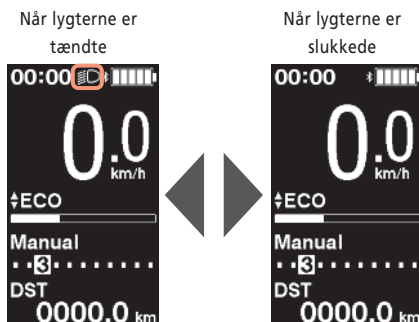 Når lygterne er
tændte
00:00
0.0
km/h
ECO
Manual
3
DST
0000.0 km
Når lygterne er
slukkede
00:00
0.0
km/h
ECO
Manual
3
DST
0000.0 km